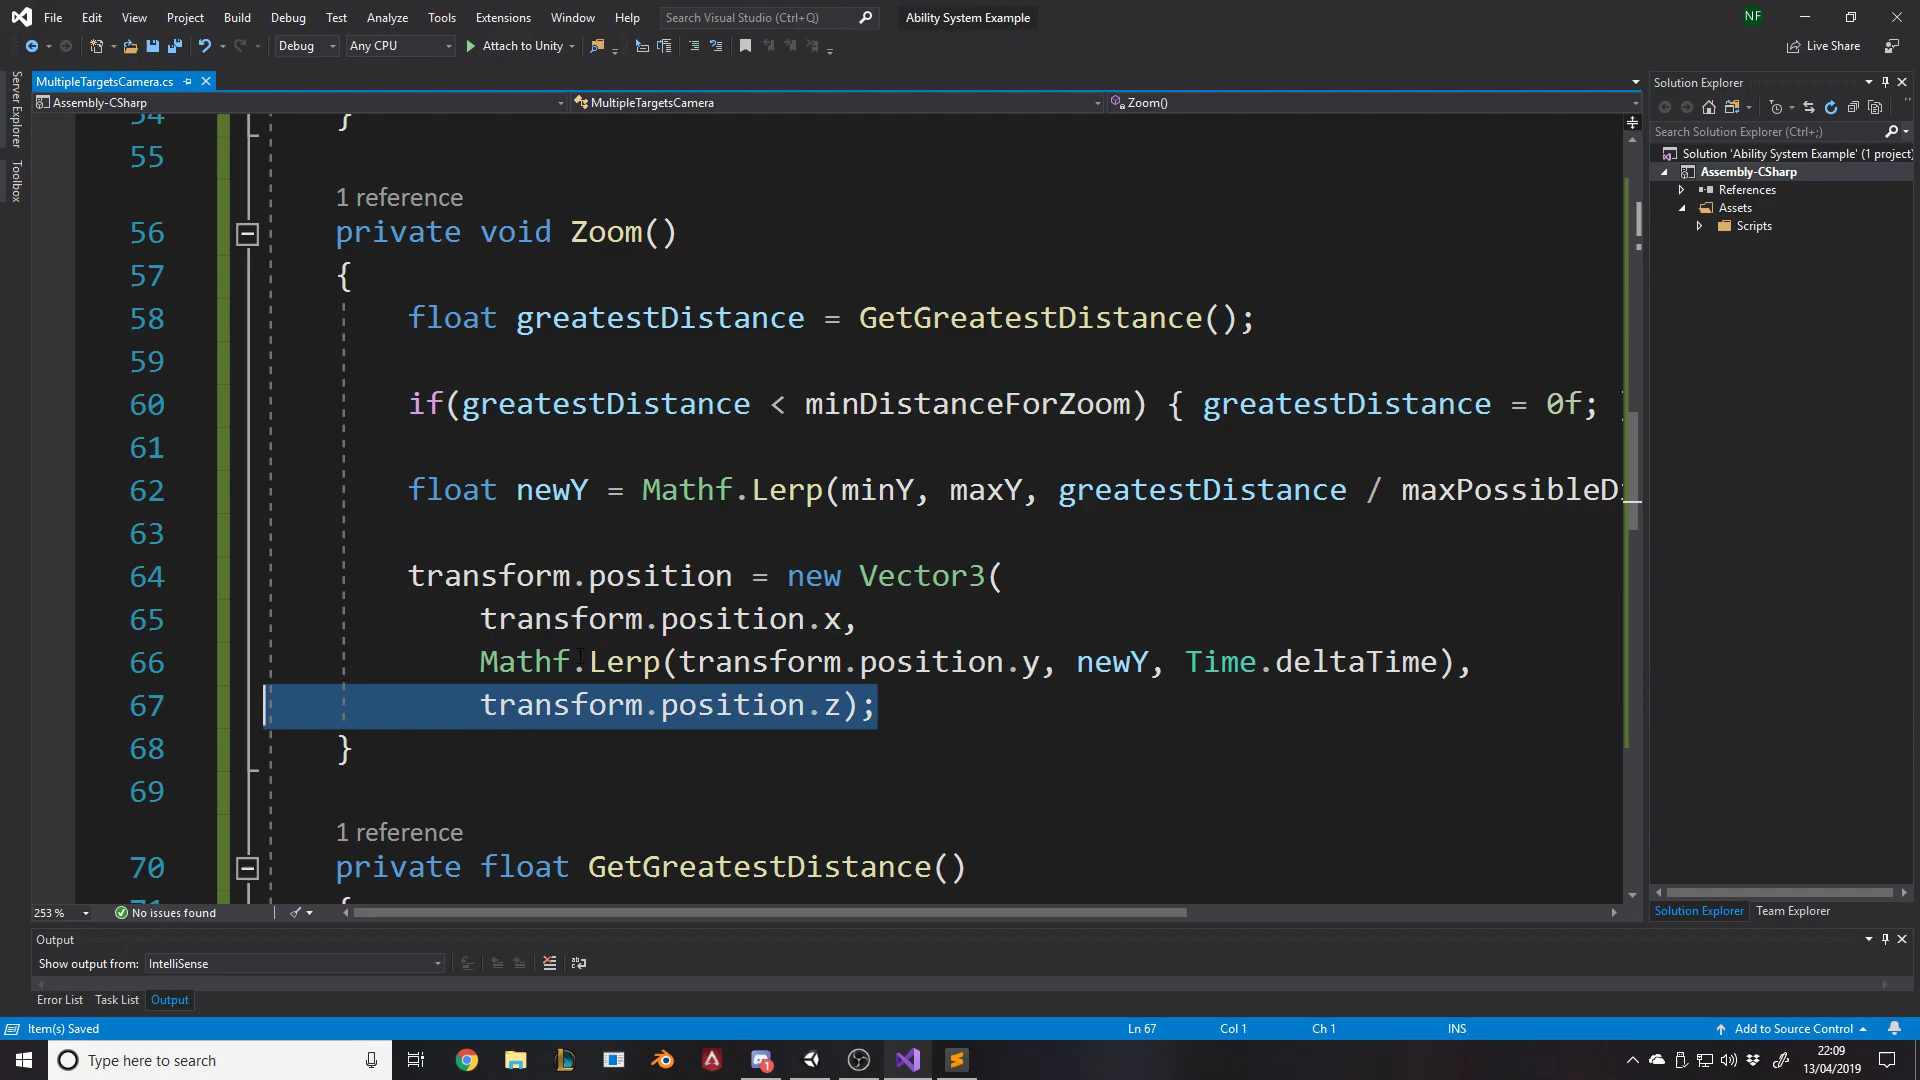 File Edit View Project Build Debug Test Analyze Tools Extensions Window Help Search Visual Studio (Ctrl+Q) Ability System Example NF
Debug Any CPU Attach to Unity Live Share
Server Explorer
Toolbox
MultipleTargetsCamera.cs
Assembly-CSharp MultipleTargetsCamera Zoom()
54 }
55
1 reference
56 private void Zoom()
57 {
58 float greatestDistance = GetGreatestDistance();
59
60 if(greatestDistance < minDistanceForZoom) { greatestDistance = 0f; }
61
62 float newY = Mathf.Lerp(minY, maxY, greatestDistance / maxPossibleDi
63
64 transform.position = new Vector3(
65 transform.position.x,
66 Mathf.Lerp(transform.position.y, newY, Time.deltaTime),
67 transform.position.z);
68 }
69
1 reference
70 private float GetGreatestDistance()
71 {
253 % No issues found
Solution Explorer
Search Solution Explorer (Ctrl+;)
Solution 'Ability System Example' (1 project)
Assembly-CSharp
References
Assets
Scripts
Solution Explorer Team Explorer
Output
Show output from: IntelliSense
Error List Task List Output
Item(s) Saved Ln 67 Col 1 Ch 1 INS Add to Source Control
Type here to search 1 22:09
13/04/2019